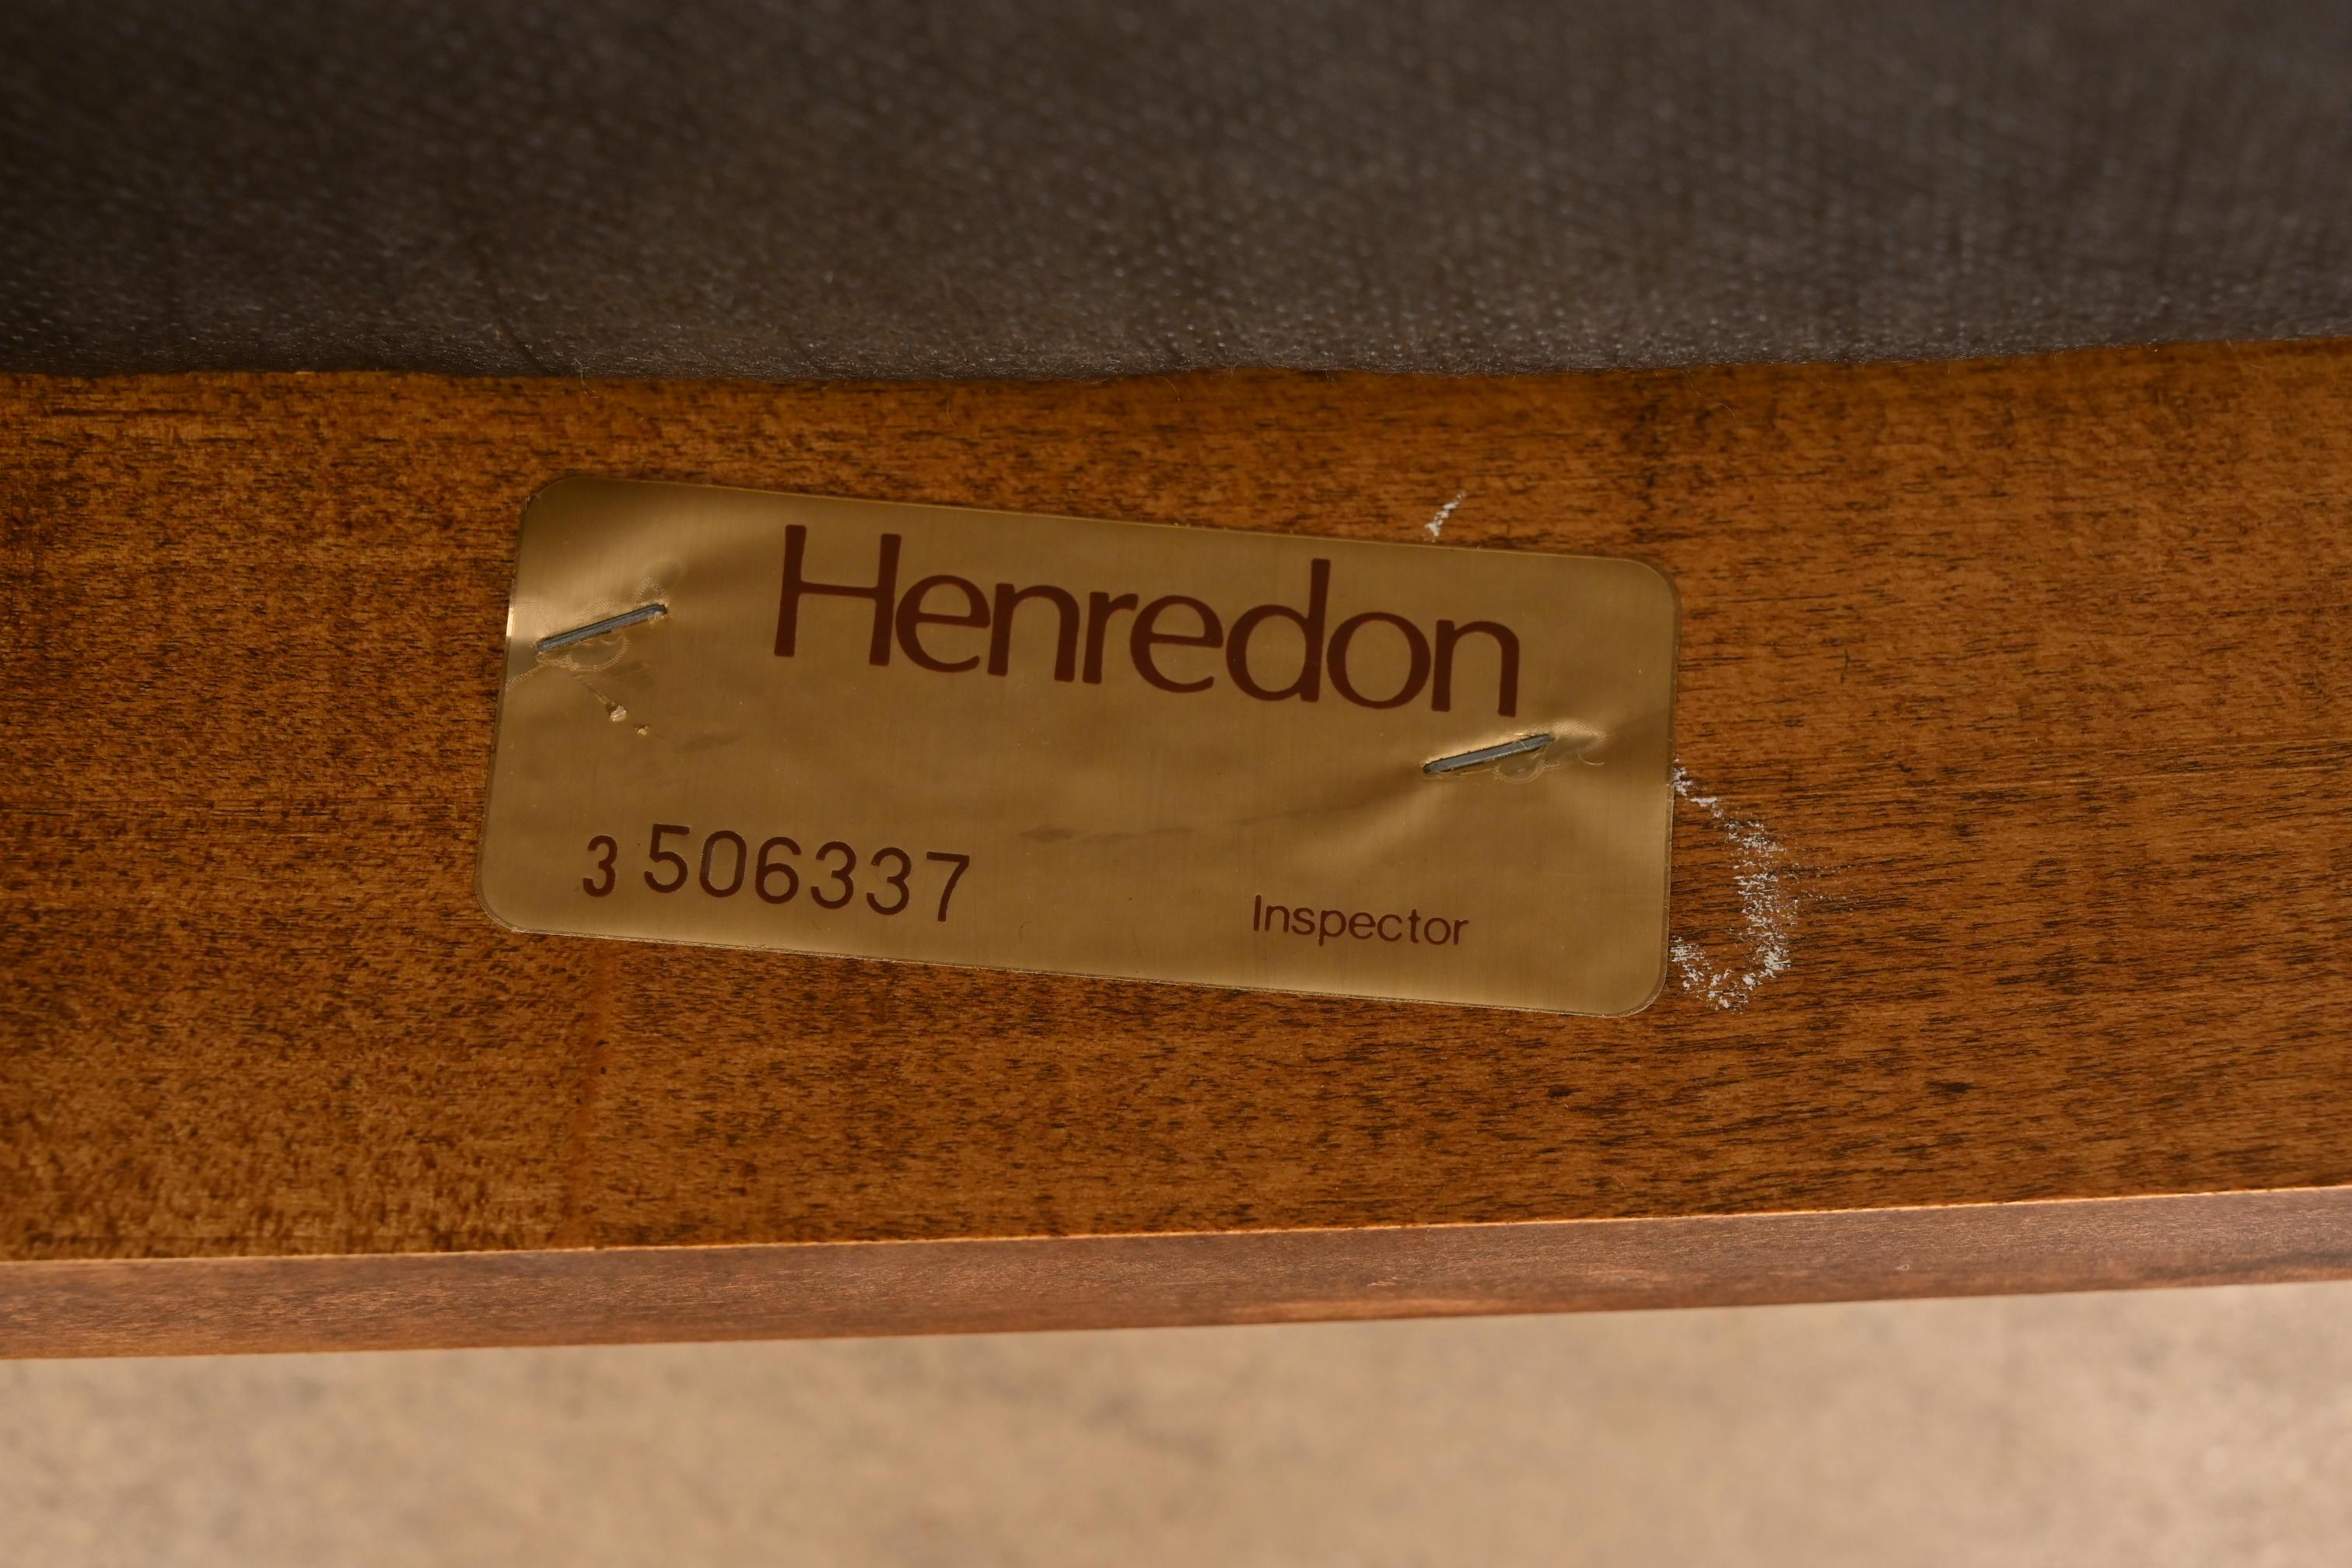 Henredon
3 506337
Inspector